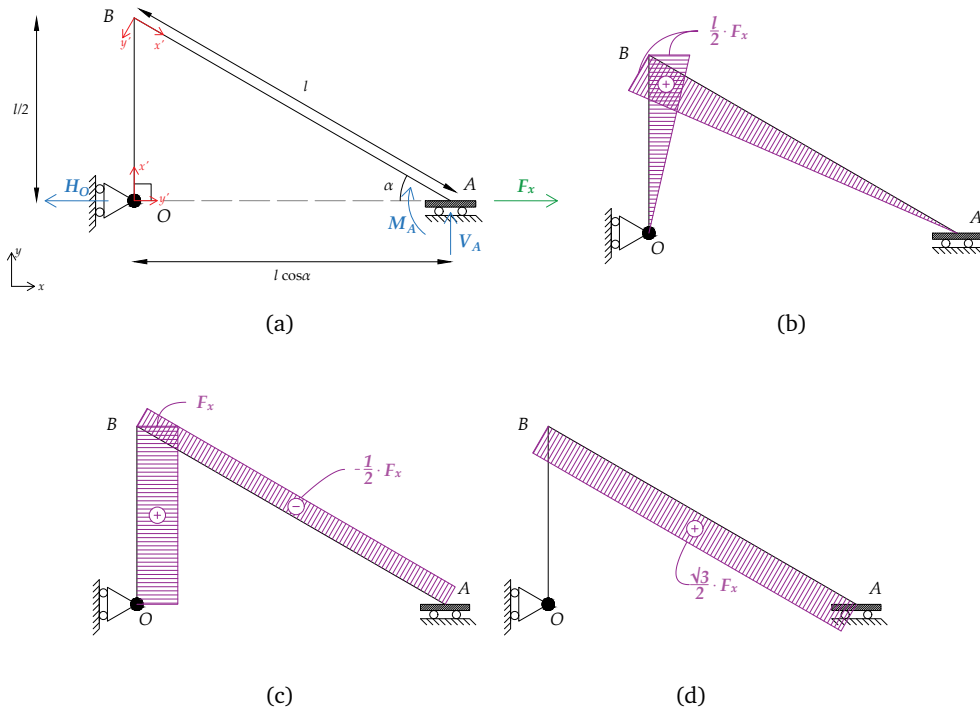 B
y′
x′
l
l/2
x′
α
A
H_O
y′
O
M_A
V_A
F_x
l cosα
y
x
(a)
l/2 · F_x
B
+
A
O
(b)
F_x
B
-1/2 · F_x
+
−
A
O
(c)
B
+
√3/2 · F_x
A
O
(d)